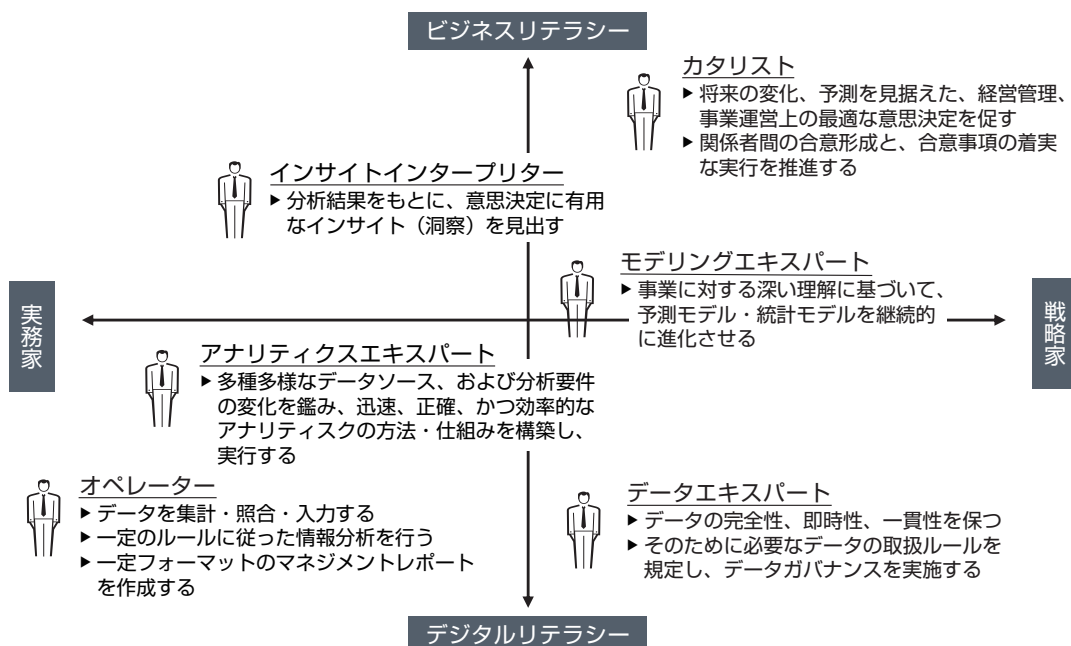 ビジネスリテラシー
カタリスト
▶ 将来の変化、予測を見据えた、経営管理、
事業運営上の最適な意思決定を促す
▶ 関係者間の合意形成と、合意事項の着実
な実行を推進する
インサイトインタープリター
▶ 分析結果をもとに、意思決定に有用
なインサイト（洞察）を見出す
モデリングエキスパート
▶ 事業に対する深い理解に基づいて、
予測モデル・統計モデルを継続的
に進化させる
実務家
戦略家
アナリティクスエキスパート
▶ 多種多様なデータソース、および分析要件
の変化を鑑み、迅速、正確、かつ効率的な
アナリティスクの方法・仕組みを構築し、
実行する
オペレーター
▶ データを集計・照合・入力する
▶ 一定のルールに従った情報分析を行う
▶ 一定フォーマットのマネジメントレポート
を作成する
データエキスパート
▶ データの完全性、即時性、一貫性を保つ
▶ そのために必要なデータの取扱ルールを
規定し、データガバナンスを実施する
デジタルリテラシー